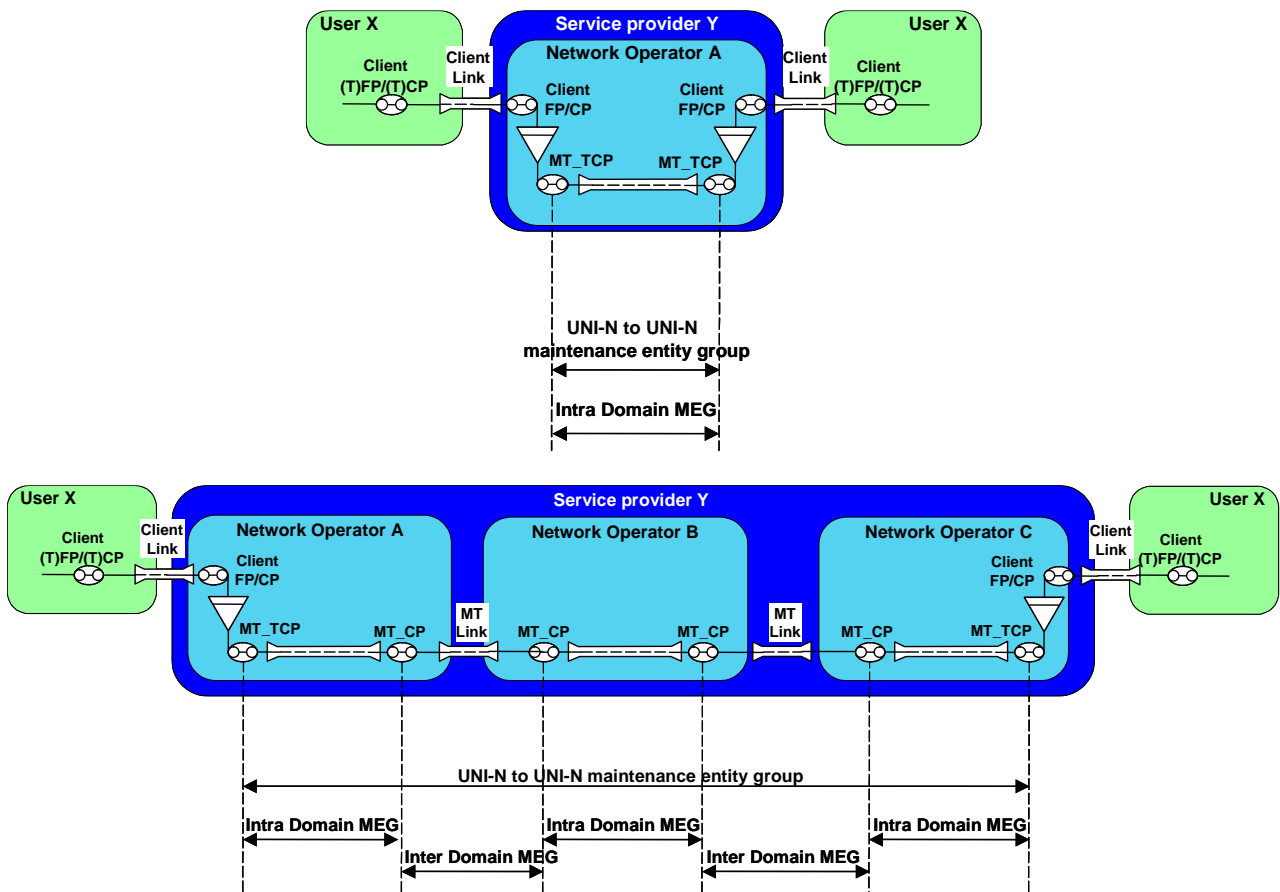 User X
Service provider Y
User X
Network Operator A
Client
Link
Client
Link
Client
(T)FP/(T)CP
Client
FP/CP
Client
FP/CP
Client
(T)FP/(T)CP
MT_TCP
MT_TCP
UNI-N to UNI-N
maintenance entity group
Intra Domain MEG
User X
Service provider Y
User X
Network Operator A
Network Operator B
Network Operator C
Client
Link
Client
Link
Client
(T)FP/(T)CP
Client
FP/CP
Client
FP/CP
Client
(T)FP/(T)CP
MT_TCP
MT_CP
MT
Link
MT_CP
MT_CP
MT
Link
MT_CP
MT_TCP
UNI-N to UNI-N maintenance entity group
Intra Domain MEG
Intra Domain MEG
Intra Domain MEG
Inter Domain MEG
Inter Domain MEG